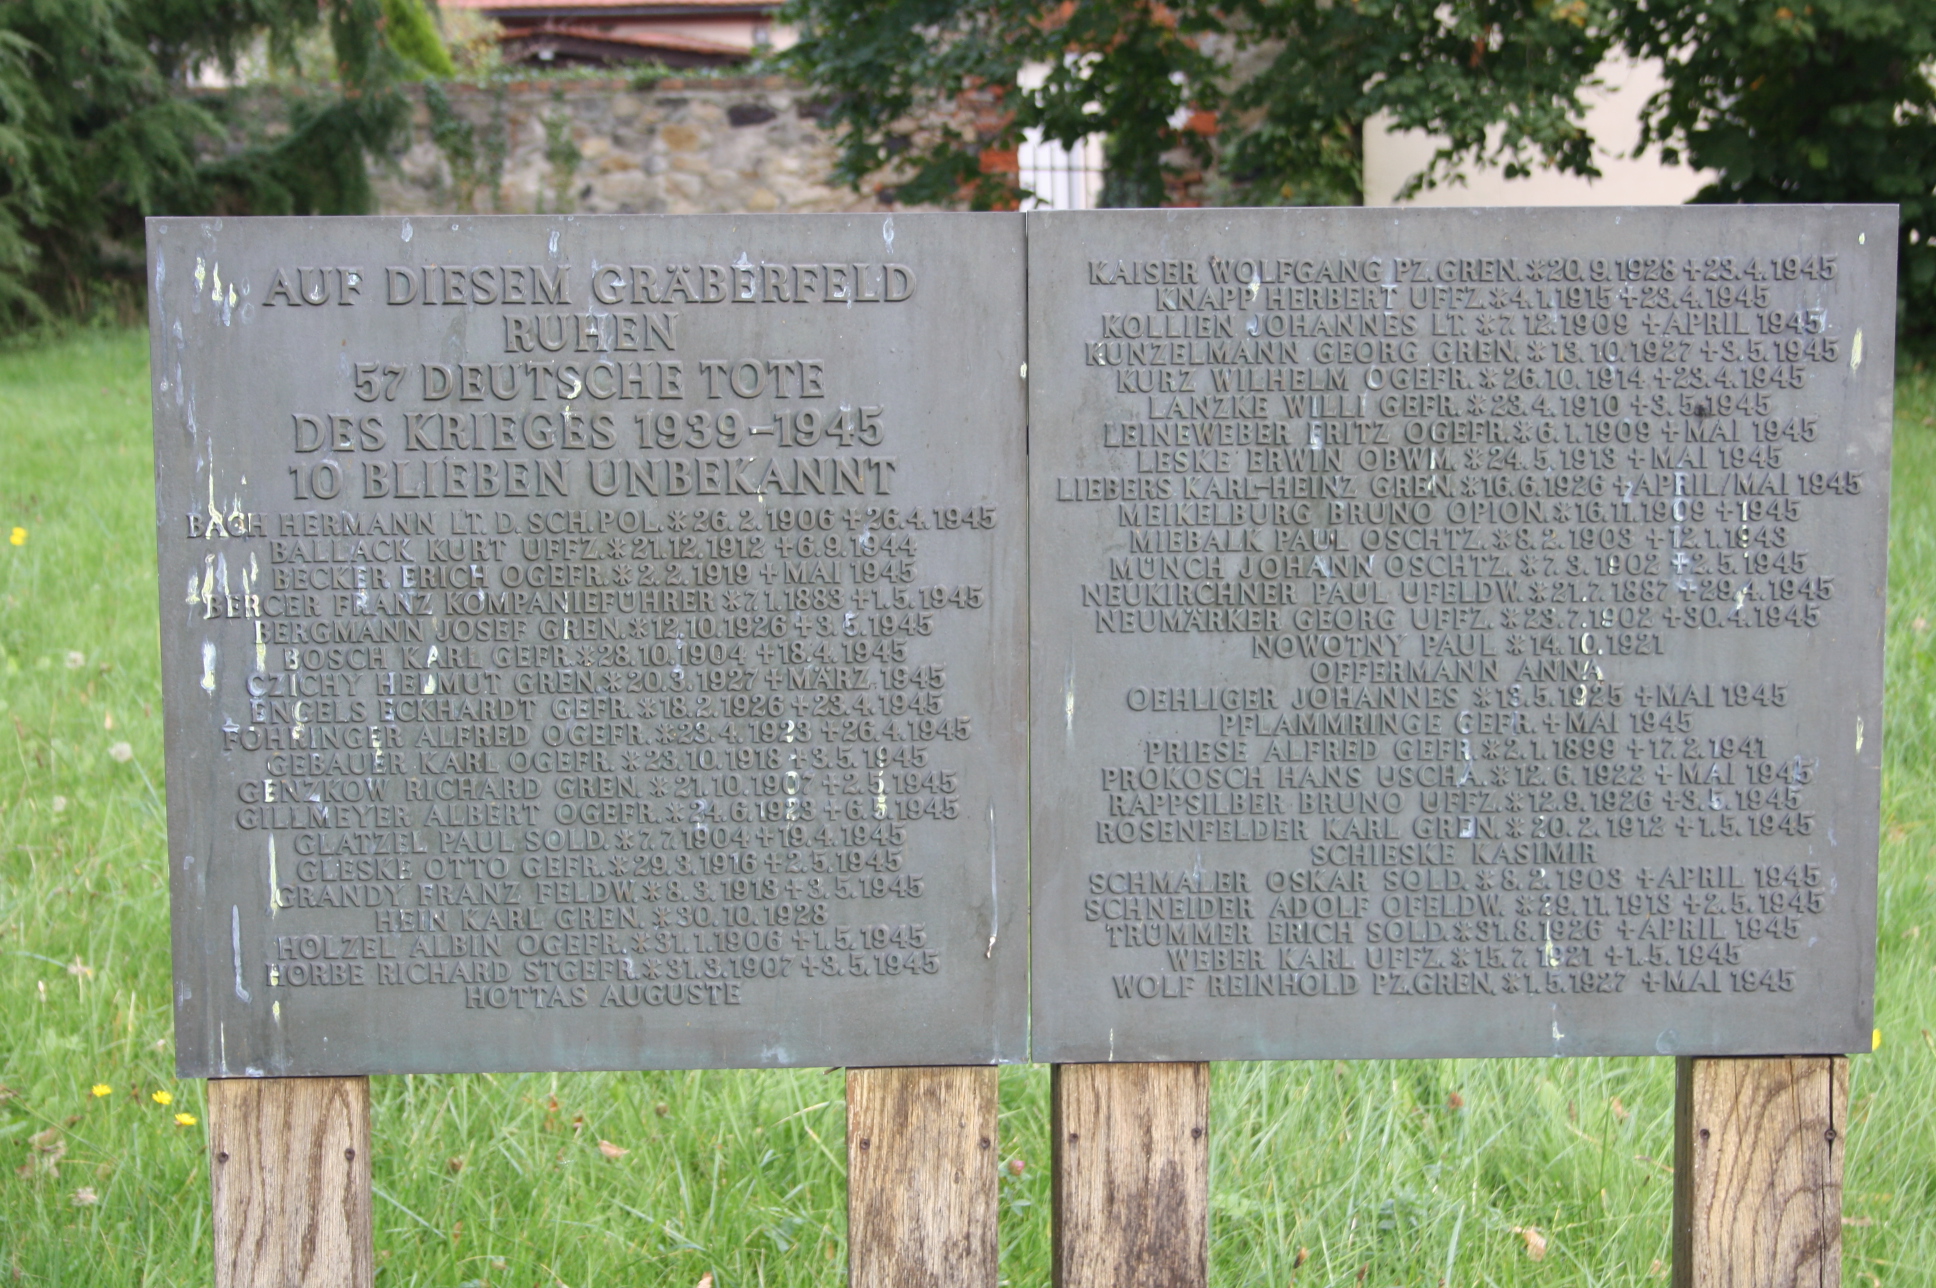 AUF DIESEM GRÄBERFELD
RUHEN
57 DEUTSCHE TOTE
DES KRIEGES 1939–1945
10 BLIEBEN UNBEKANNT
BACH HERMANN LT. D. SCH.POL.*26.2.1906+26.4.1945
BALLACK KURT UFFZ.*21.12.1912+6.9.1944
BECKER ERICH OGEFR.*2.2.1919+MAI 1945
BERGER FRANZ KOMPANIEFÜHRER*7.1.1883+1.5.1945
BERGMANN JOSEF GREN.*12.10.1926+3.5.1945
BOSCH KARL GEFR.*28.10.1904+18.4.1945
CZICHY HELMUT GREN.*20.3.1927+MÄRZ 1945
ENGELS ECKHARDT GEFR.*18.2.1926+23.4.1945
FÖHRINGER ALFRED OGEFR.*23.4.1923+26.4.1945
GEBAUER KARL OGEFR.*23.10.1918+3.5.1945
GENZKOW RICHARD GREN.*21.10.1907+2.5.1945
GILLMEYER ALBERT OGEFR.*24.6.1923+6.5.1945
GLATZEL PAUL SOLD.*7.7.1904+19.4.1945
GLESKE OTTO GEFR.*29.3.1916+2.5.1945
GRANDY FRANZ FELDW.*8.3.1913+3.5.1945
HEIN KARL GREN.*30.10.1928
HÖLZEL ALBIN OGEFR.*31.1.1906+1.5.1945
HORBE RICHARD STGEFR.*31.3.1907+3.5.1945
HOTTAS AUGUSTE
KAISER WOLFGANG PZ.GREN.*20.9.1928+23.4.1945
KNAPP HERBERT UFFZ.*4.1.1915+23.4.1945
KOLLIEN JOHANNES LT.*7.12.1909+APRIL 1945
KUNZELMANN GEORG GREN.*13.10.1927+3.5.1945
KURZ WILHELM OGEFR.*26.10.1914+23.4.1945
LANZKE WILLI GEFR.*23.4.1910+3.5.1945
LEINEWEBER FRITZ OGEFR.*6.1.1909+MAI 1945
LESKE ERWIN OBWM.*24.5.1913+MAI 1945
LIEBERS KARL-HEINZ GREN.*16.6.1926+APRIL/MAI 1945
MEIKELBURG BRUNO OPION.*16.11.1909+1945
MIEBALK PAUL OSCHTZ.*8.2.1903+12.1.1943
MÜNCH JOHANN OSCHTZ.*7.3.1902+2.5.1945
NEUKIRCHNER PAUL UFELDW.*21.7.1887+29.4.1945
NEUMÄRKER GEORG UFFZ.*23.7.1902+30.4.1945
NOWOTNY PAUL*14.10.1921
OFFERMANN ANNA
OEHLIGER JOHANNES*13.5.1925+MAI 1945
PFLAMMRINGE GEFR.+MAI 1945
PRIESE ALFRED GEFR.*2.1.1899+17.2.1941
PROKOSCH HANS USCHA.*12.6.1922+MAI 1945
RAPPSILBER BRUNO UFFZ.*12.9.1926+3.5.1945
ROSENFELDER KARL GREN.*20.2.1912+1.5.1945
SCHIESKE KASIMIR
SCHMALER OSKAR SOLD.*8.2.1903+APRIL 1945
SCHNEIDER ADOLF OFELDW.*29.11.1913+2.5.1945
TRÜMMER ERICH SOLD.*31.8.1926+APRIL 1945
WEBER KARL UFFZ.*15.7.1921+1.5.1945
WOLF REINHOLD PZ.GREN.*1.5.1927+MAI 1945